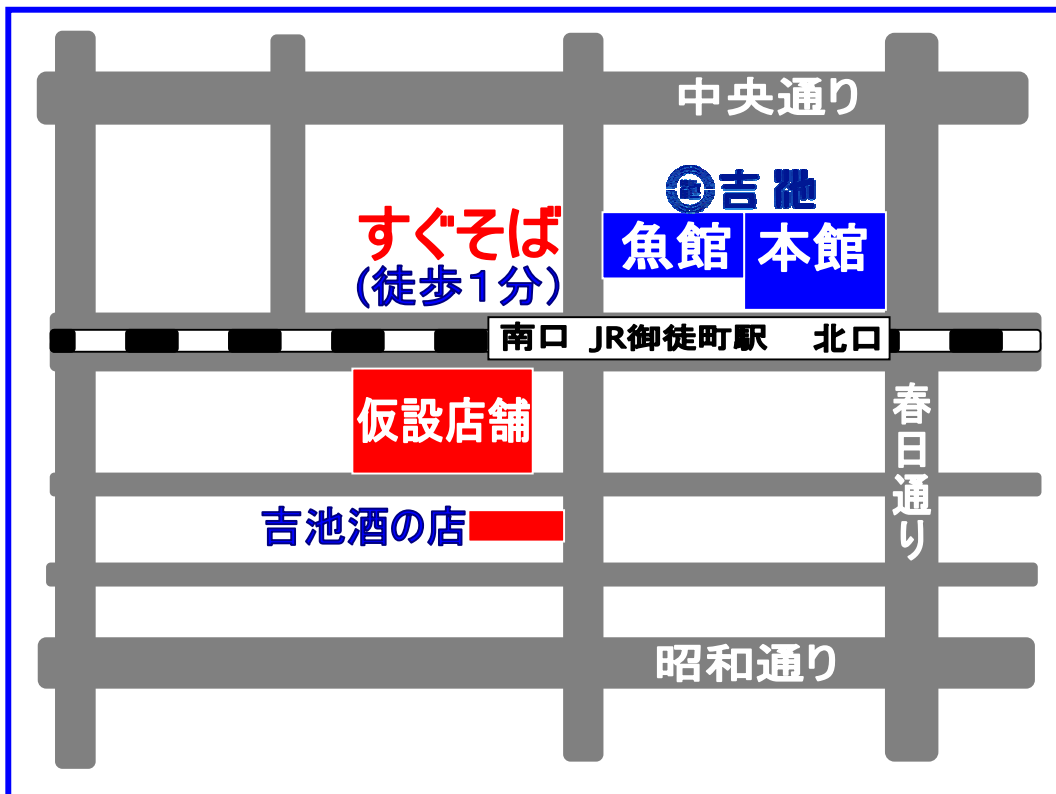 中央通り
吉池
すぐそば
(徒歩1分)
魚館
本館
南口 JR御徒町駅 北口
仮設店舗
春日通り
吉池酒の店
昭和通り